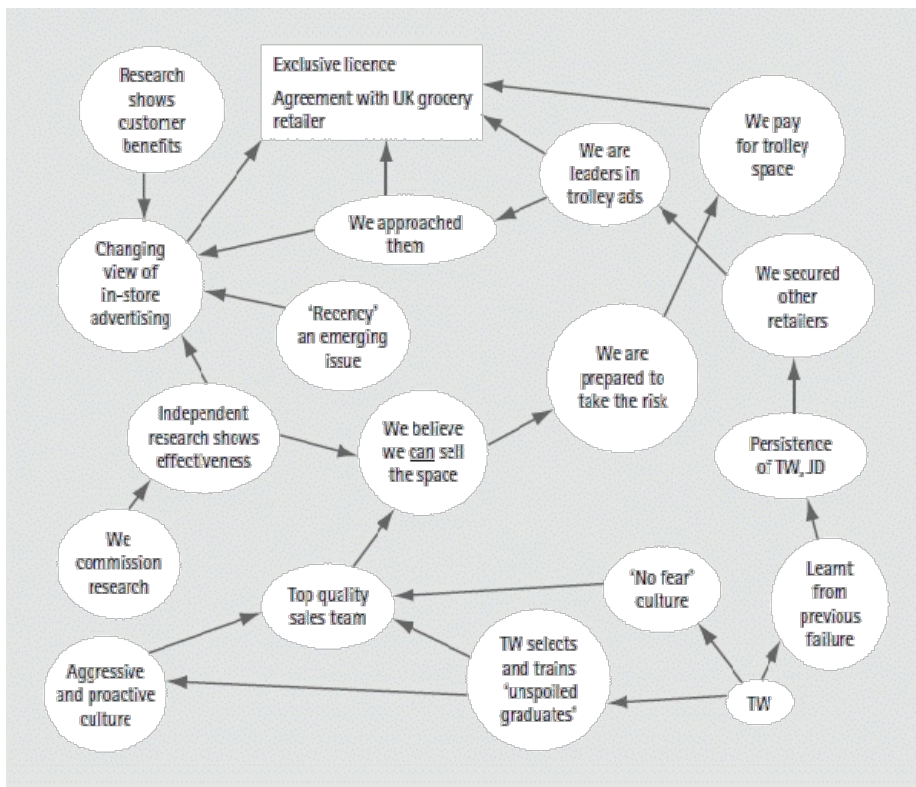 Research
shows
customer
benefits
Exclusive licence
Agreement with UK grocery
retailer
We pay
for trolley
space
We are
leaders in
trolley ads
We approached
them
Changing
view of
in-store
advertising
We secured
other
retailers
'Recency'
an emerging
issue
We are
prepared to
take the risk
Independent
research shows
effectiveness
We believe
we can sell
the space
Persistence
of TW, JD
We
commission
research
Top quality
sales team
'No fear'
culture
Learnt
from
previous
failure
Aggressive
and proactive
culture
TW selects
and trains
'unspoiled
graduates'
TW